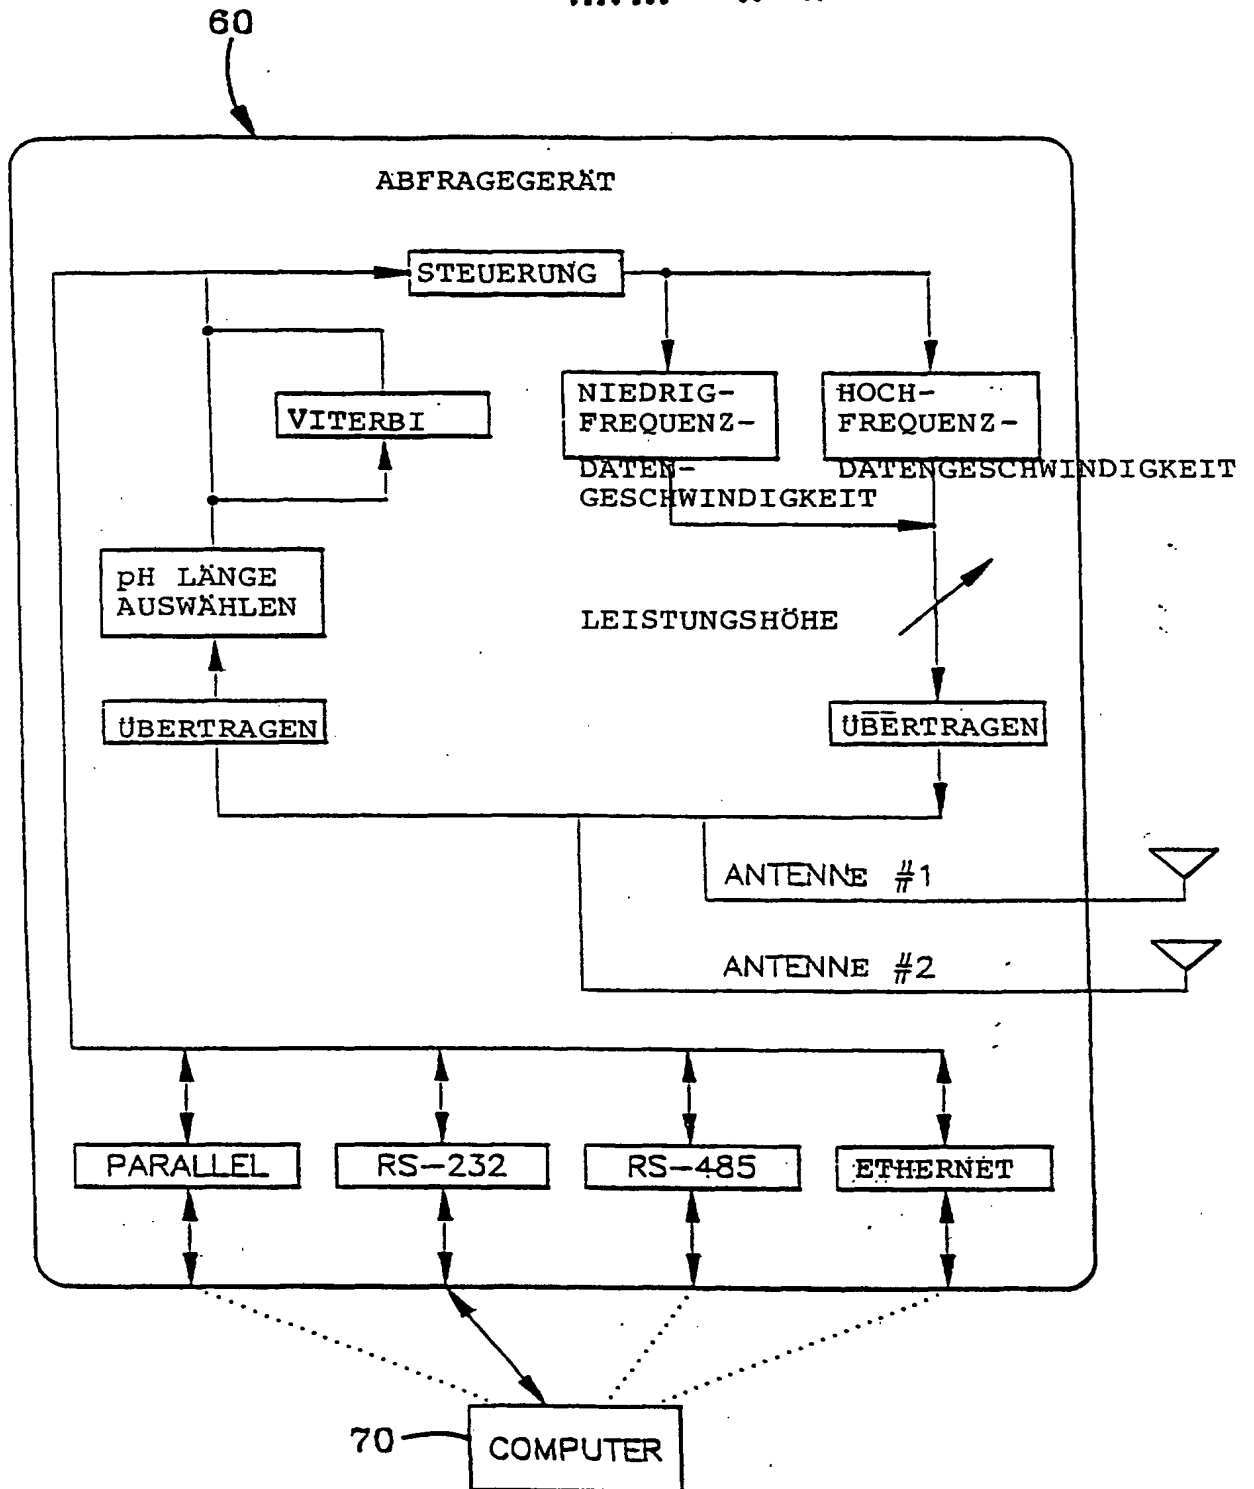 60
ABFRAGEGERÄT
STEUERUNG
VITERBI
NIEDRIG-
FREQUENZ-
DATEN-
GESCHWINDIGKEIT
HOCH-
FREQUENZ-
DATENGESCHWINDIGKEIT
pH LÄNGE
AUSWÄHLEN
LEISTUNGSHÖHE
ÜBERTRAGEN
ÜBERTRAGEN
ANTENNE #1
ANTENNE #2
PARALLEL
RS-232
RS-485
ETHERNET
70
COMPUTER